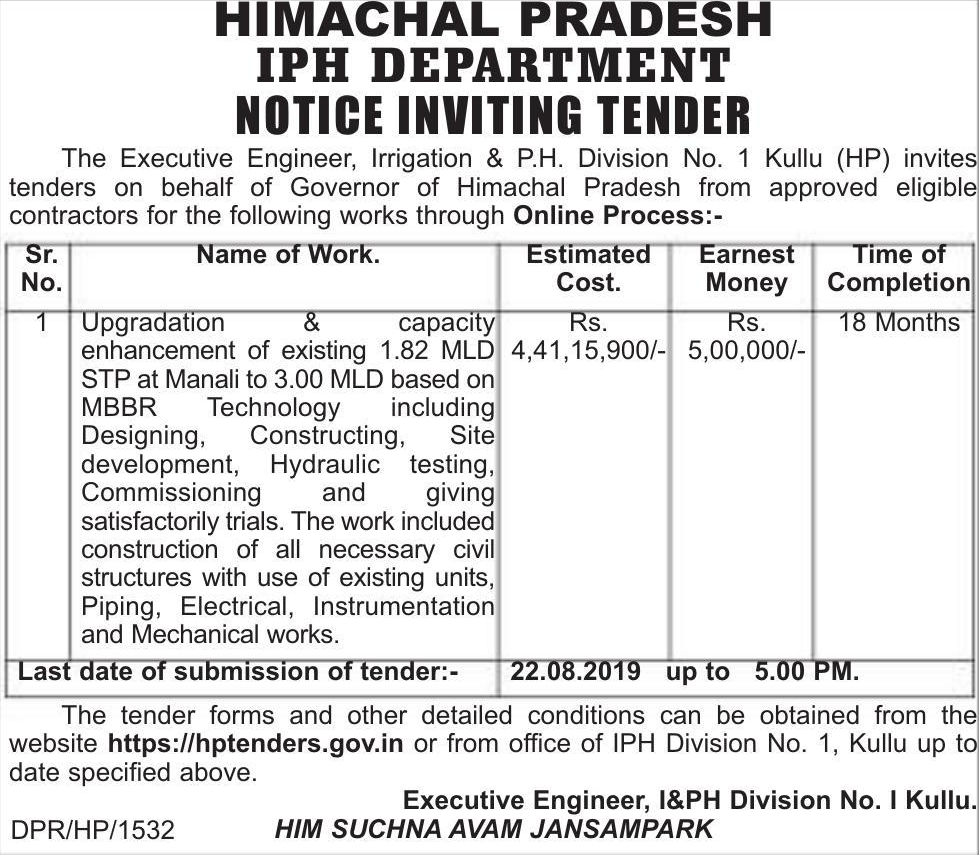 HIMACHAL PRADESH
IPH DEPARTMENT
NOTICE INVITING TENDER
The Executive Engineer, Irrigation & P.H. Division No. 1 Kullu (HP) invites
tenders on behalf of Governor of Himachal Pradesh from approved eligible
contractors for the following works through Online Process:-
Sr. No.
Name of Work.
Estimated Cost.
Earnest Money
Time of Completion
1
Upgradation & capacity
enhancement of existing 1.82 MLD
STP at Manali to 3.00 MLD based on
MBBR Technology including
Designing, Constructing, Site
development, Hydraulic testing,
Commissioning and giving
satisfactorily trials. The work included
construction of all necessary civil
structures with use of existing units,
Piping, Electrical, Instrumentation
and Mechanical works.
Rs.
4,41,15,900/-
Rs.
5,00,000/-
18 Months
Last date of submission of tender:- 22.08.2019 up to 5.00 PM.
The tender forms and other detailed conditions can be obtained from the
website https://hptenders.gov.in or from office of IPH Division No. 1, Kullu up to
date specified above.
Executive Engineer, I&PH Division No. I Kullu.
DPR/HP/1532 HIM SUCHNA AVAM JANSAMPARK